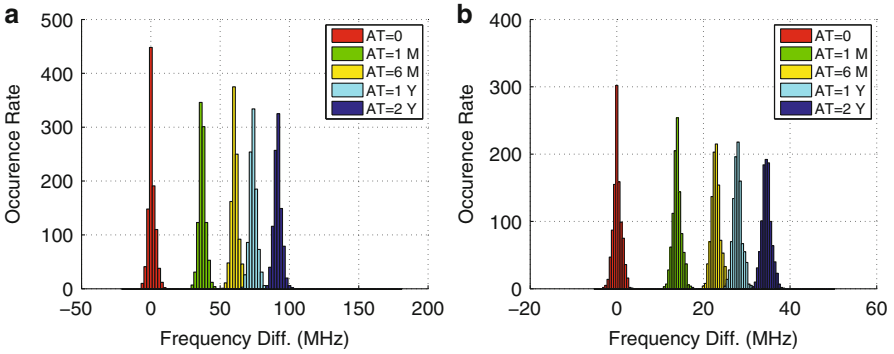 a
500
400
300
200
100
0
Occurence Rate
−50
0
50
100
150
200
Frequency Diff. (MHz)
AT=0
AT=1 M
AT=6 M
AT=1 Y
AT=2 Y
b
400
300
200
100
0
Occurence Rate
−20
0
20
40
60
Frequency Diff. (MHz)
AT=0
AT=1 M
AT=6 M
AT=1 Y
AT=2 Y